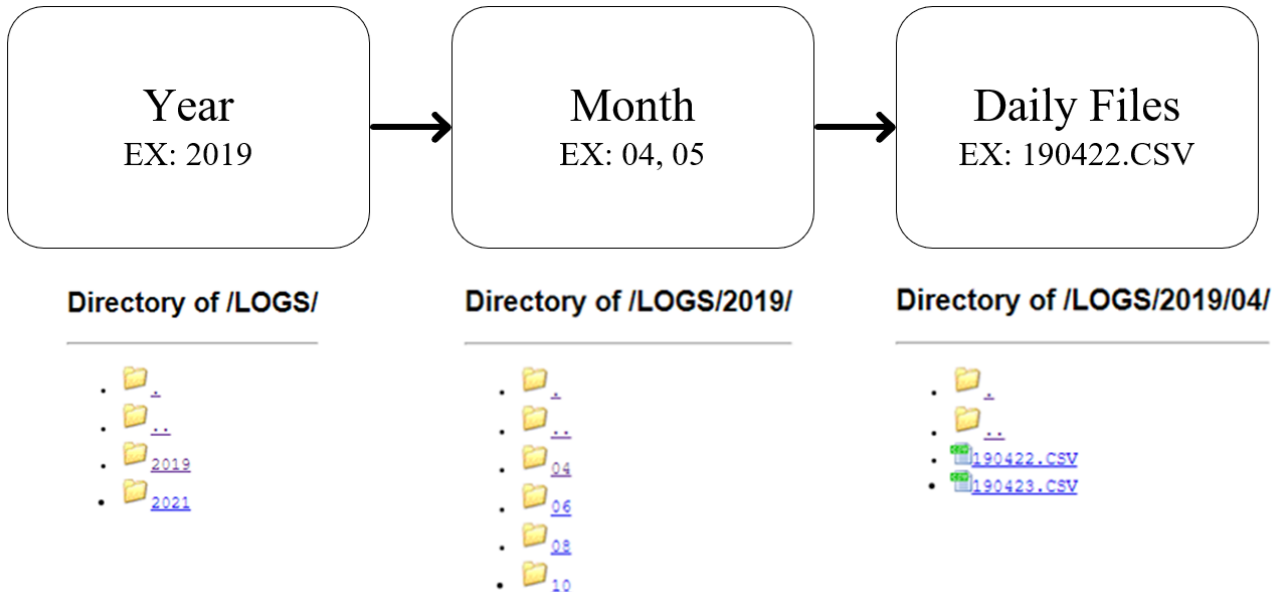 Year
EX: 2019
Month
EX: 04, 05
Daily Files
EX: 190422.CSV
Directory of /LOGS/
.
..
2019
2021
Directory of /LOGS/2019/
.
..
04
06
08
10
Directory of /LOGS/2019/04/
.
..
190422.CSV
190423.CSV